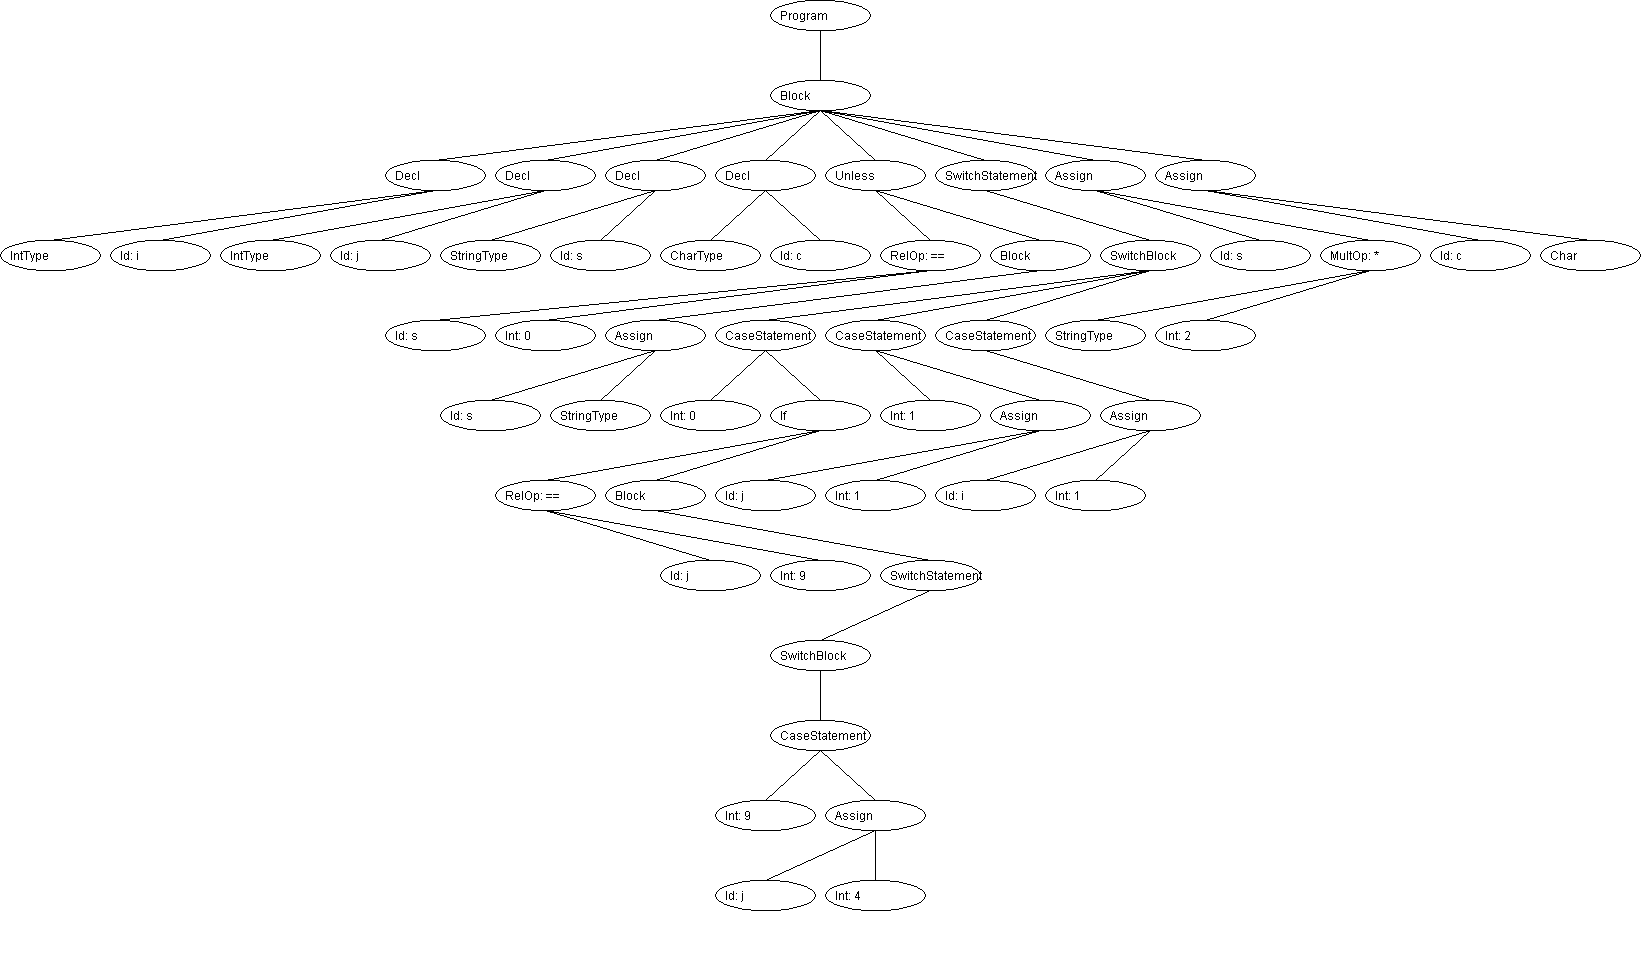 Program
Block
Decl Decl Decl Decl Unless SwitchStatement Assign Assign
IntType Id: i IntType Id: j StringType Id: s CharType Id: c RelOp: == Block SwitchBlock Id: s MultOp: * Id: c Char
Id: s Int: 0 Assign CaseStatement CaseStatement CaseStatement StringType Int: 2
Id: s StringType Int: 0 If Int: 1 Assign Assign
RelOp: == Block Id: j Int: 1 Id: i Int: 1
Id: j Int: 9 SwitchStatement
SwitchBlock
CaseStatement
Int: 9 Assign
Id: j Int: 4